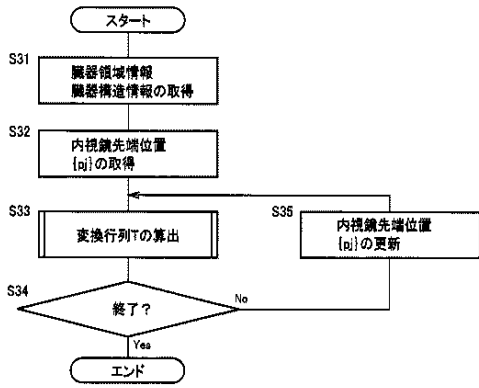 スタート
S31
臓器領域情報
臓器構造情報の取得
S32
内視鏡先端位置
{pj}の取得
S33
変換行列Tの算出
S35
内視鏡先端位置
{pj}の更新
S34
終了？
No
Yes
エンド